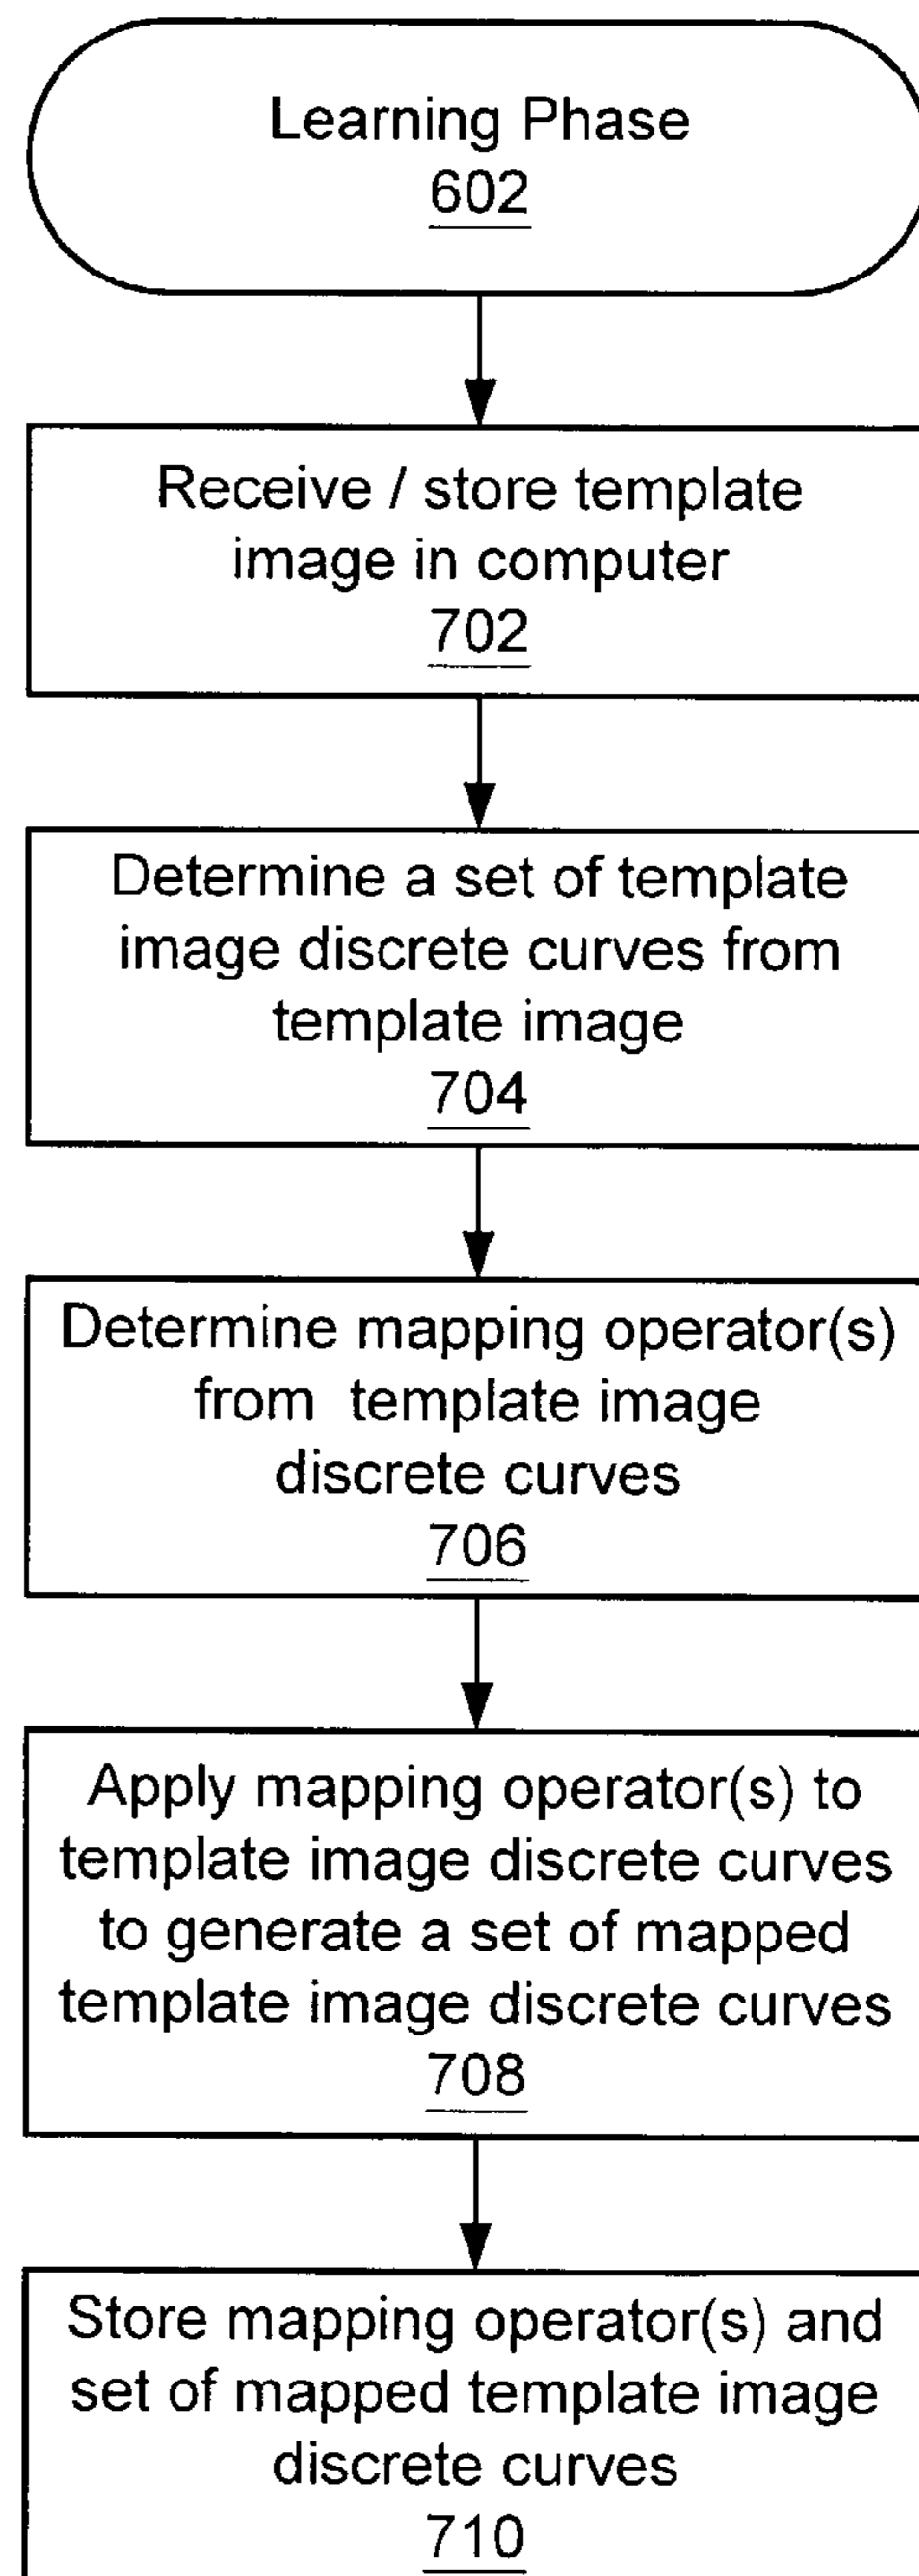 Learning Phase
602
Receive / store template
image in computer
702
Determine a set of template
image discrete curves from
template image
704
Determine mapping operator(s)
from template image
discrete curves
706
Apply mapping operator(s) to
template image discrete curves
to generate a set of mapped
template image discrete curves
708
Store mapping operator(s) and
set of mapped template image
discrete curves
710